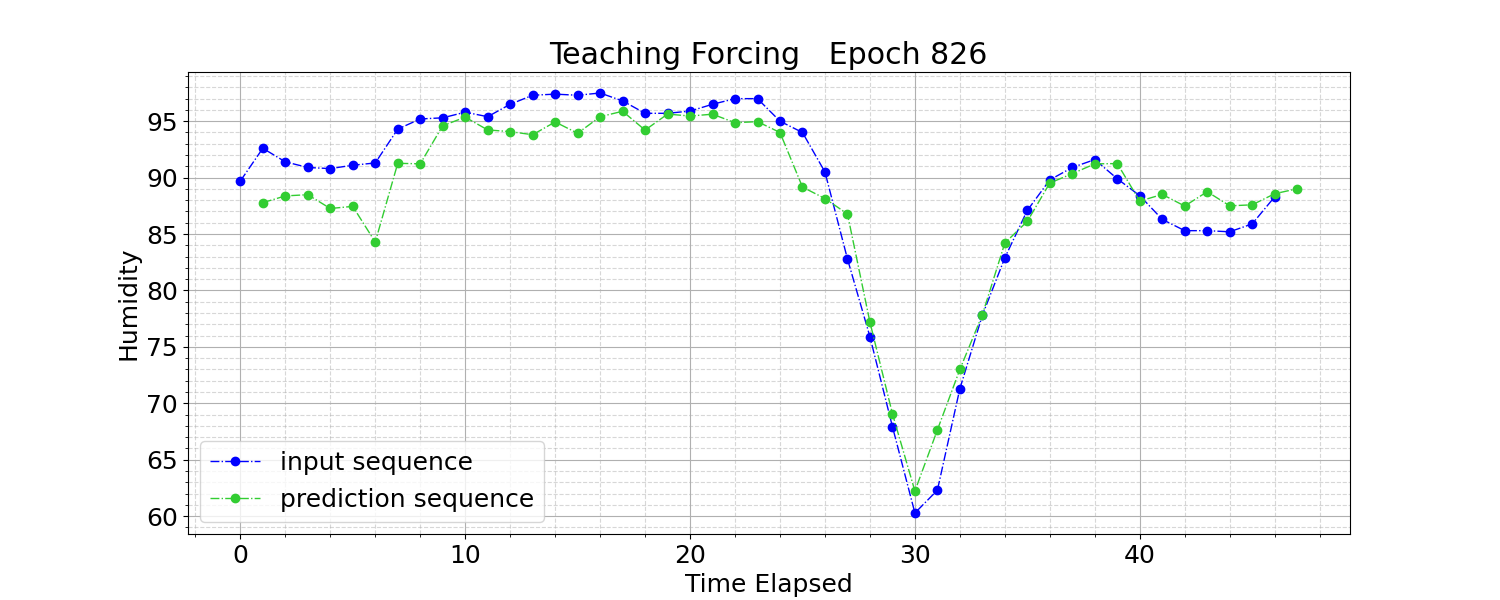 Teaching Forcing   Epoch 826
95
90
85
80
75
70
65
60
Humidity
input sequence
prediction sequence
0 10 20 30 40
Time Elapsed